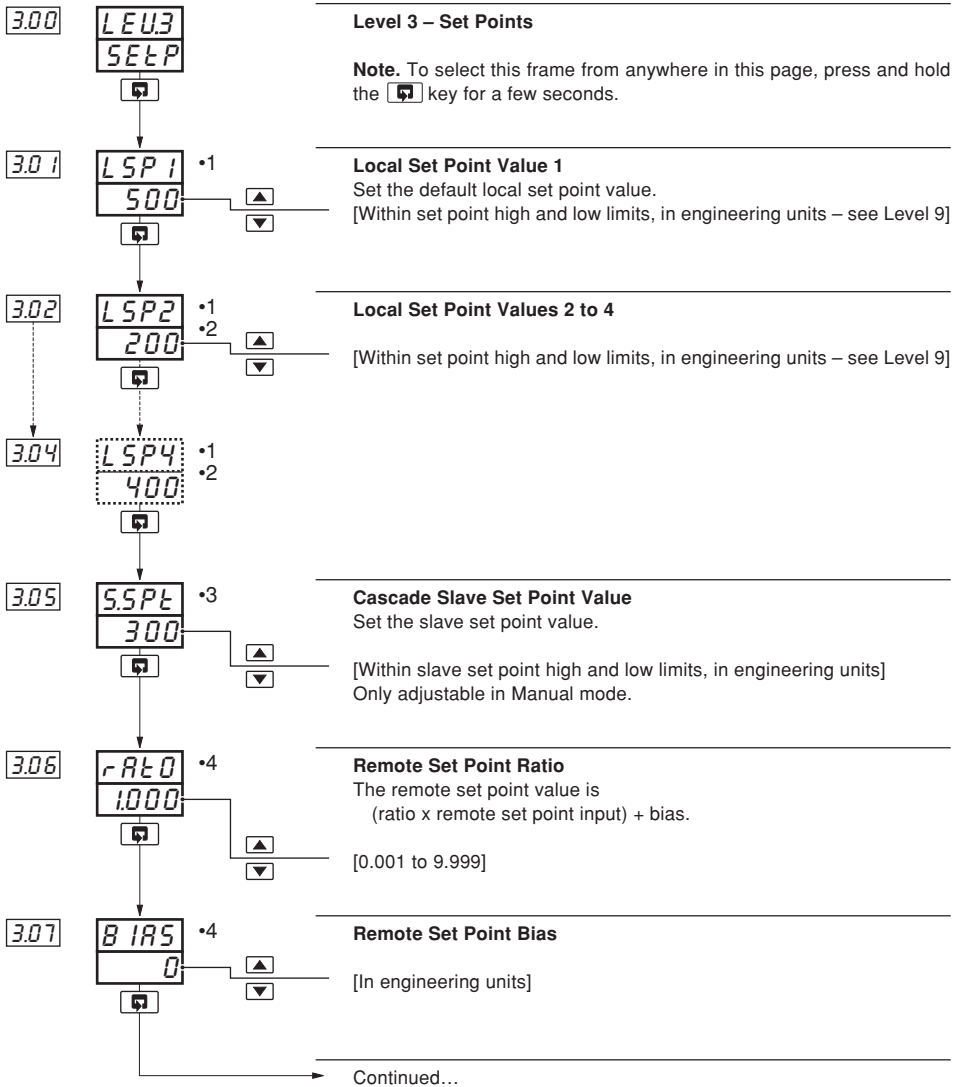 3.00
LEV.3
SEtP
Level 3 – Set Points
Note. To select this frame from anywhere in this page, press and hold
the key for a few seconds.
3.01
LSP1
500
•1
Local Set Point Value 1
Set the default local set point value.
[Within set point high and low limits, in engineering units – see Level 9]
3.02
LSP2
200
•1
•2
Local Set Point Values 2 to 4
[Within set point high and low limits, in engineering units – see Level 9]
3.04
LSP4
400
•1
•2
3.05
S.SPt
300
•3
Cascade Slave Set Point Value
Set the slave set point value.
[Within slave set point high and low limits, in engineering units]
Only adjustable in Manual mode.
3.06
rAtO
1.000
•4
Remote Set Point Ratio
The remote set point value is
(ratio x remote set point input) + bias.
[0.001 to 9.999]
3.07
BIAS
0
•4
Remote Set Point Bias
[In engineering units]
Continued…